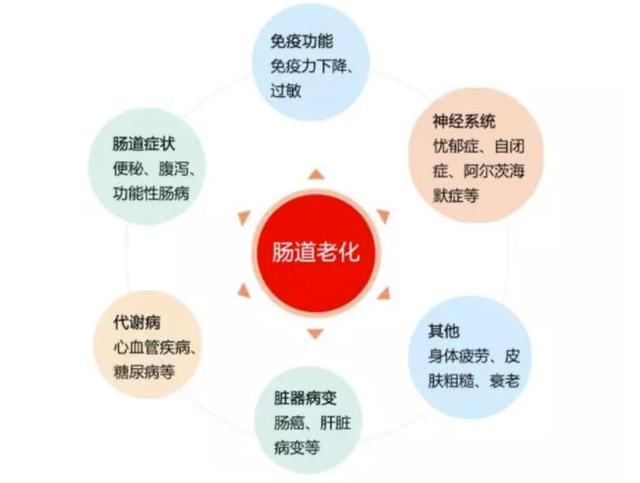 免疫功能
免疫力下降、
过敏
神经系统
忧郁症、自闭
症、阿尔茨海
默症等
肠道症状
便秘、腹泻、
功能性肠病
肠道老化
代谢病
心血管疾病、
糖尿病等
其他
身体疲劳、皮
肤粗糙、衰老
脏器病变
肠癌、肝脏
病变等